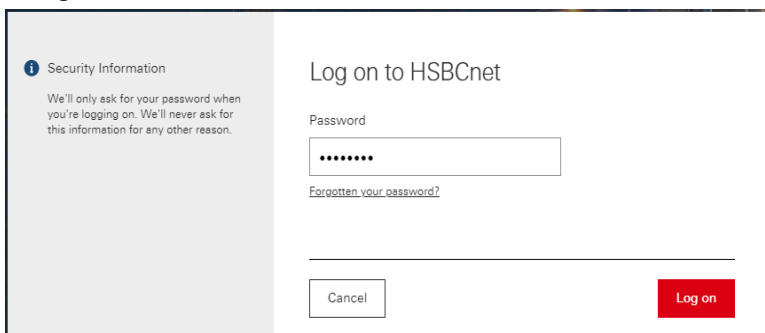 Security Information
We'll only ask for your password when
you're logging on. We'll never ask for
this information for any other reason.
Log on to HSBCnet
Password
••••••••
Forgotten your password?
Cancel
Log on